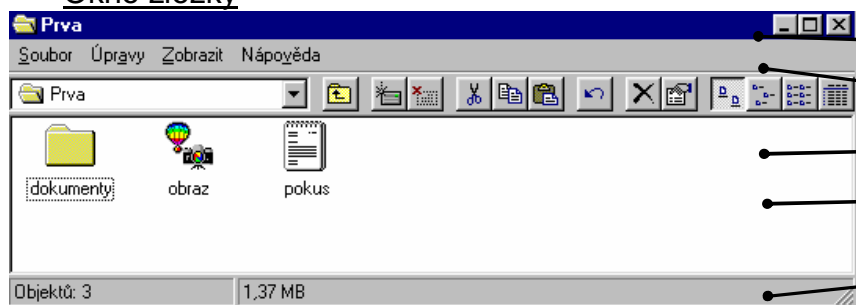 Okno složky
Prva
Soubor Úpravy Zobrazit Nápověda
Prva
dokumenty obraz pokus
Objektů: 3 1,37 MB